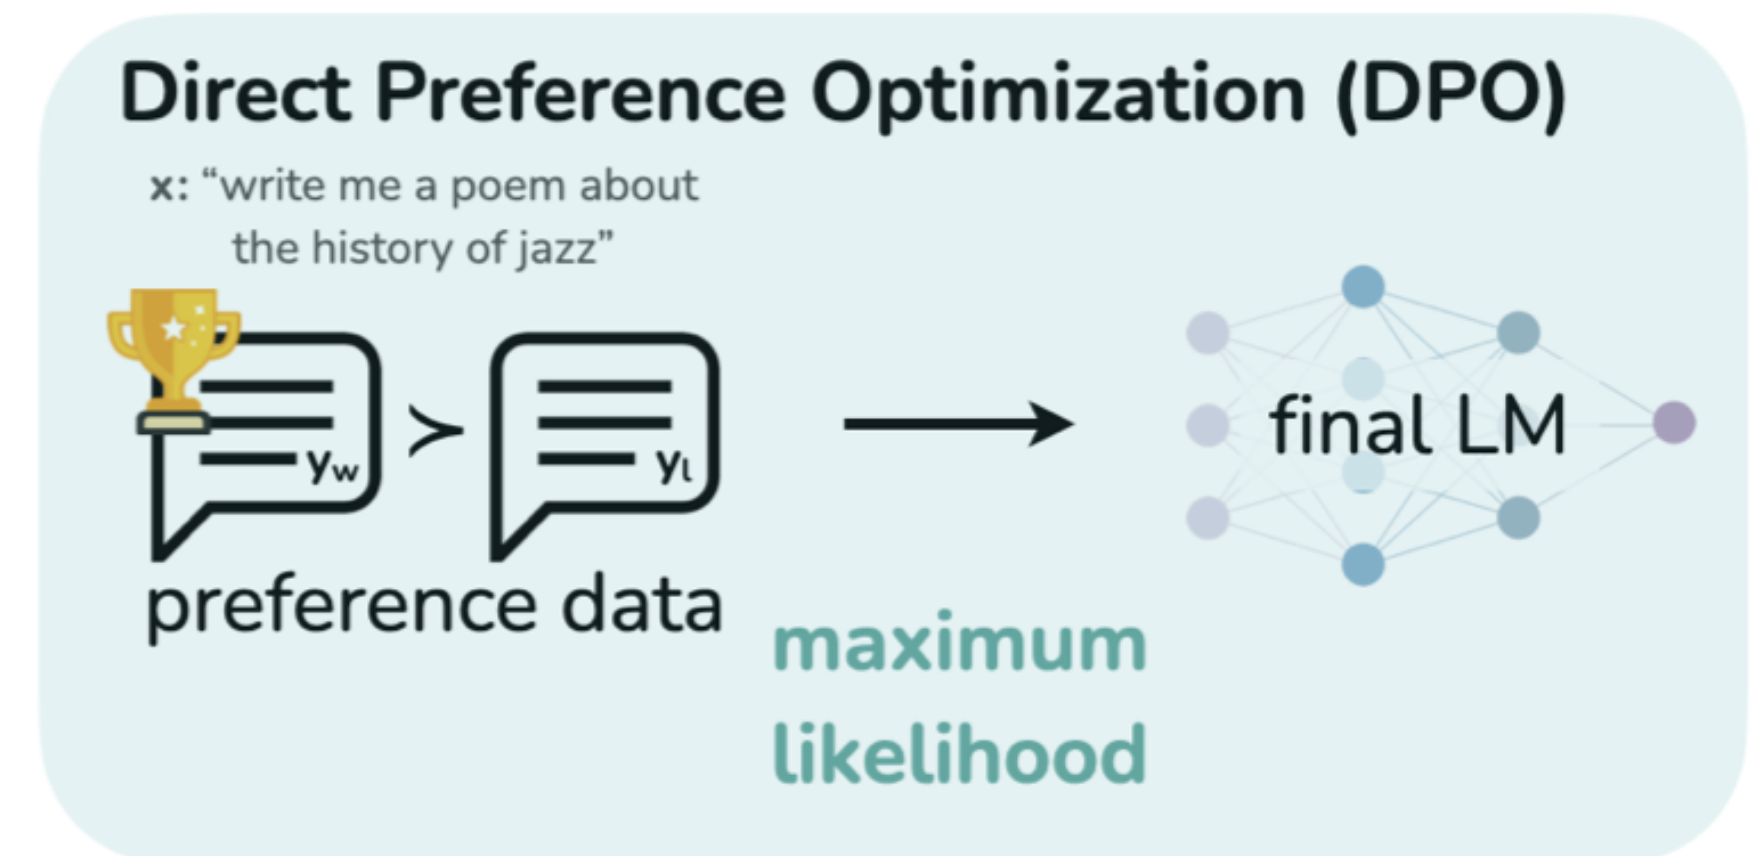 Direct Preference Optimization (DPO)
x: “write me a poem about
the history of jazz”
yw ≻ yl
final LM
preference data
maximum
likelihood